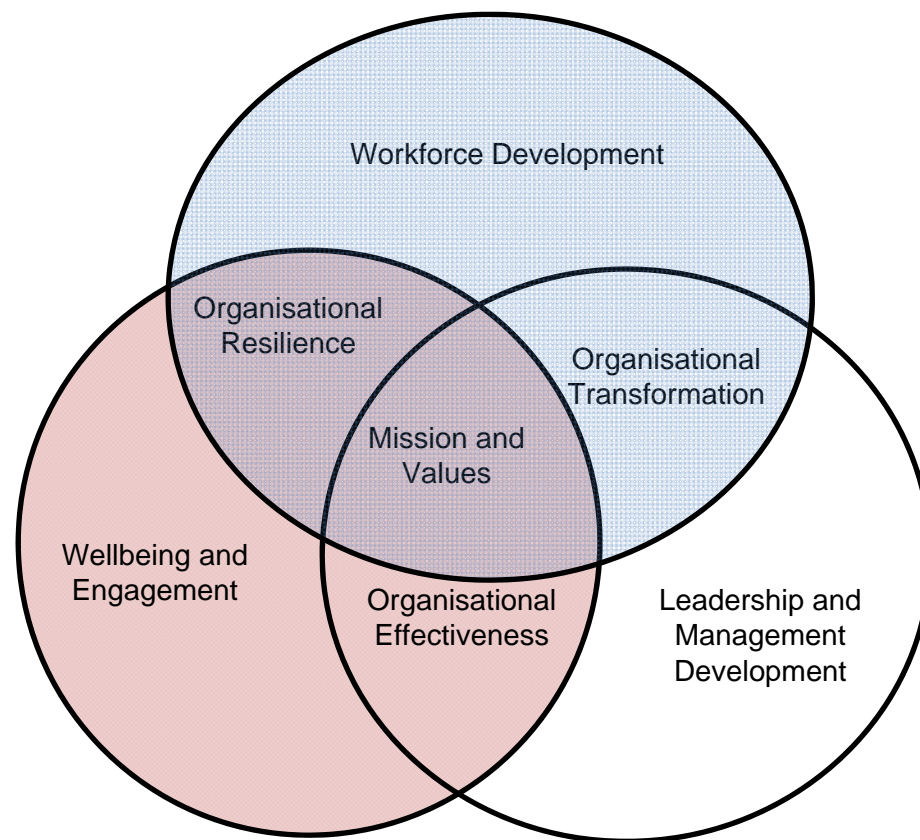 Workforce Development
Organisational
Resilience
Organisational
Transformation
Mission and
Values
Wellbeing and
Engagement
Organisational
Effectiveness
Leadership and
Management
Development